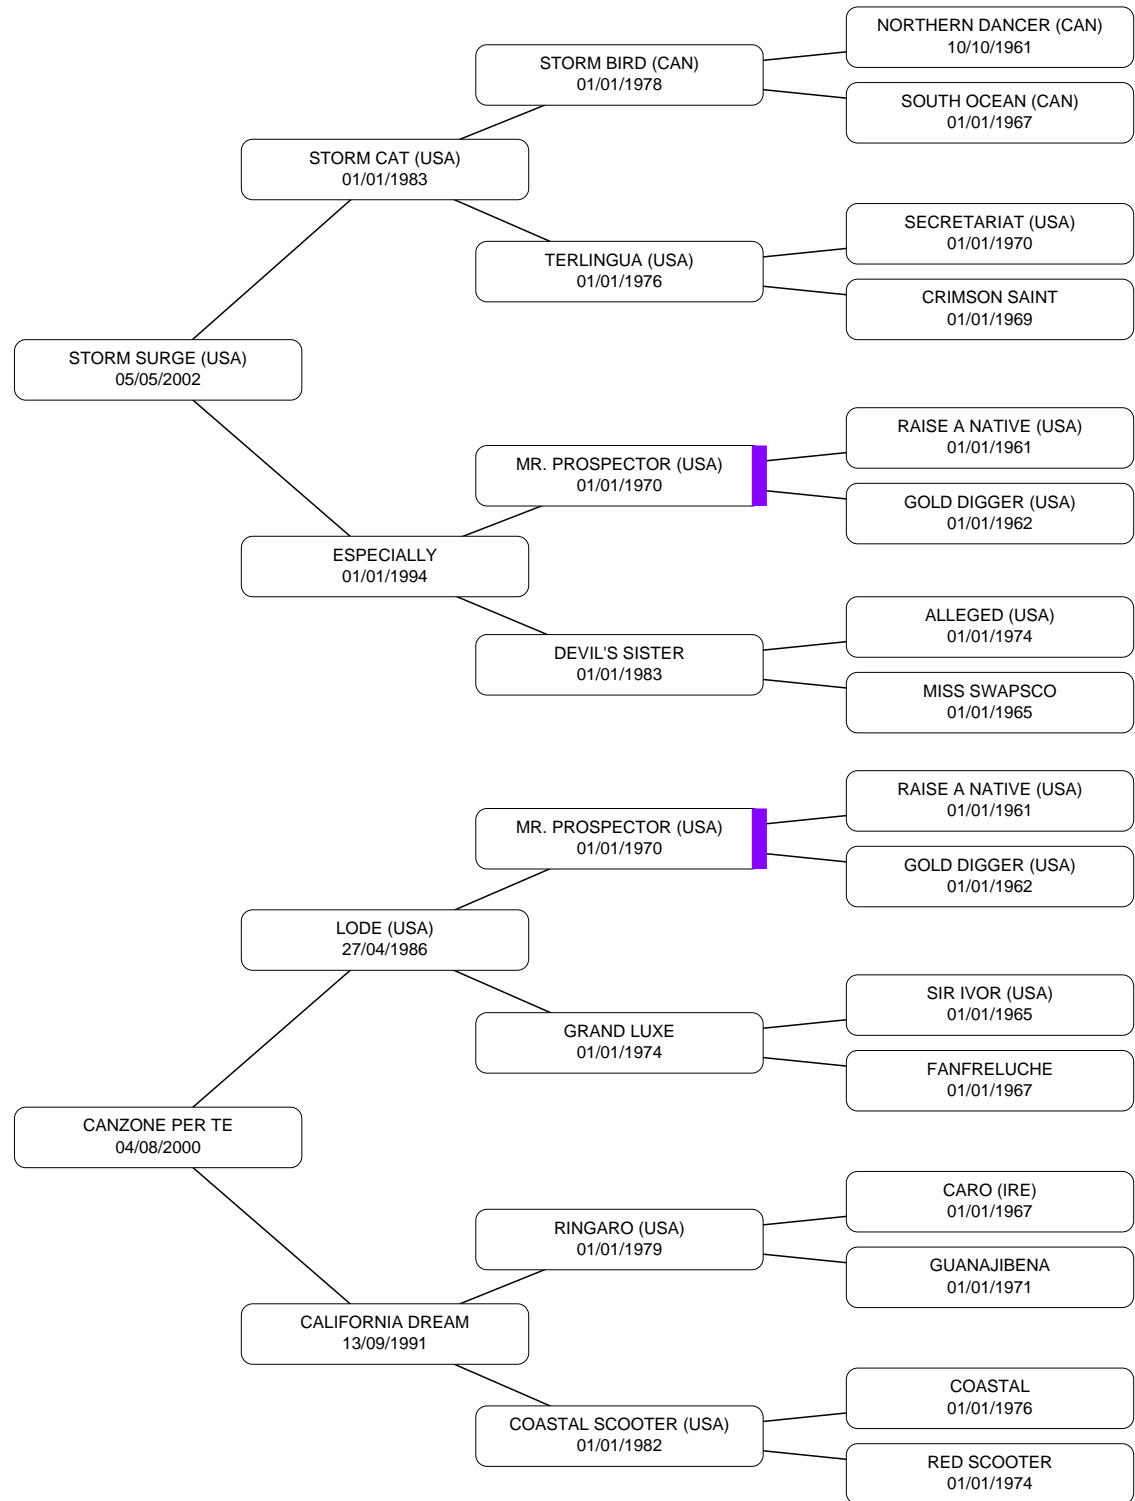 NORTHERN DANCER (CAN)
10/10/1961
STORM BIRD (CAN)
01/01/1978
SOUTH OCEAN (CAN)
01/01/1967
STORM CAT (USA)
01/01/1983
SECRETARIAT (USA)
01/01/1970
TERLINGUA (USA)
01/01/1976
CRIMSON SAINT
01/01/1969
STORM SURGE (USA)
05/05/2002
RAISE A NATIVE (USA)
01/01/1961
MR. PROSPECTOR (USA)
01/01/1970
GOLD DIGGER (USA)
01/01/1962
ESPECIALLY
01/01/1994
ALLEGED (USA)
01/01/1974
DEVIL'S SISTER
01/01/1983
MISS SWAPSCO
01/01/1965
RAISE A NATIVE (USA)
01/01/1961
MR. PROSPECTOR (USA)
01/01/1970
GOLD DIGGER (USA)
01/01/1962
LODE (USA)
27/04/1986
SIR IVOR (USA)
01/01/1965
GRAND LUXE
01/01/1974
FANFRELUCHE
01/01/1967
CANZONE PER TE
04/08/2000
CARO (IRE)
01/01/1967
RINGARO (USA)
01/01/1979
GUANAJIBENA
01/01/1971
CALIFORNIA DREAM
13/09/1991
COASTAL
01/01/1976
COASTAL SCOOTER (USA)
01/01/1982
RED SCOOTER
01/01/1974